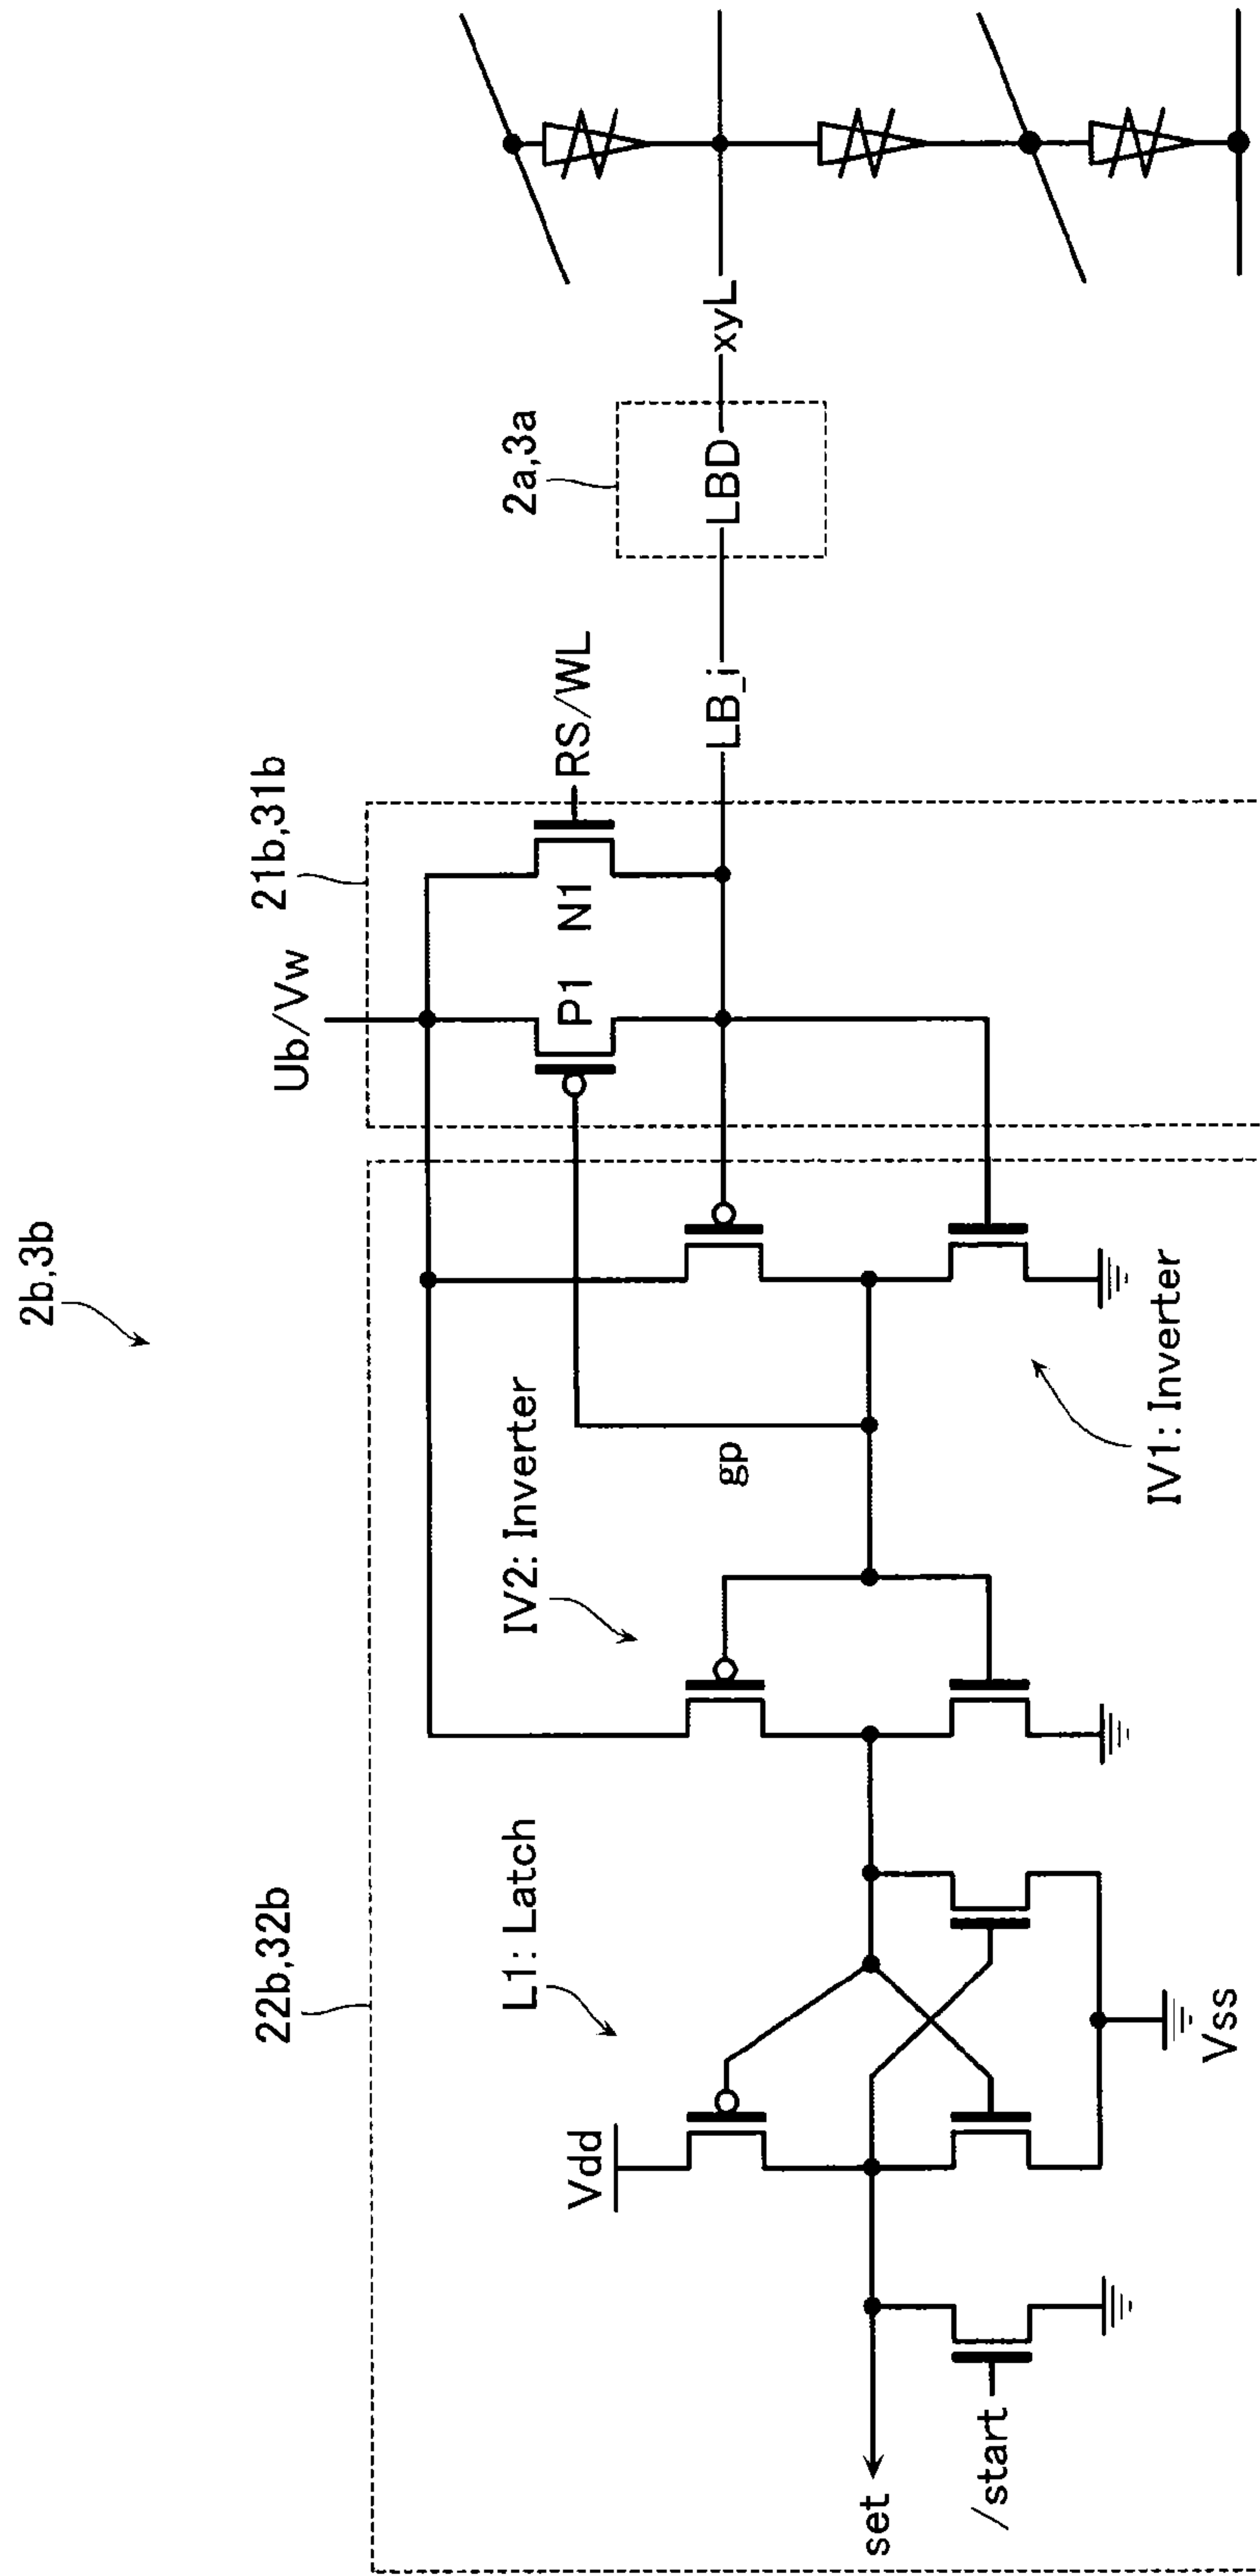 2b,3b
22b,32b
21b,31b
Ub/Vw
L1: Latch
IV2: Inverter
2a,3a
Vdd
P1
N1
RS/WL
gp
LB_i
LBD
xyL
set
/start
Vss
IV1: Inverter